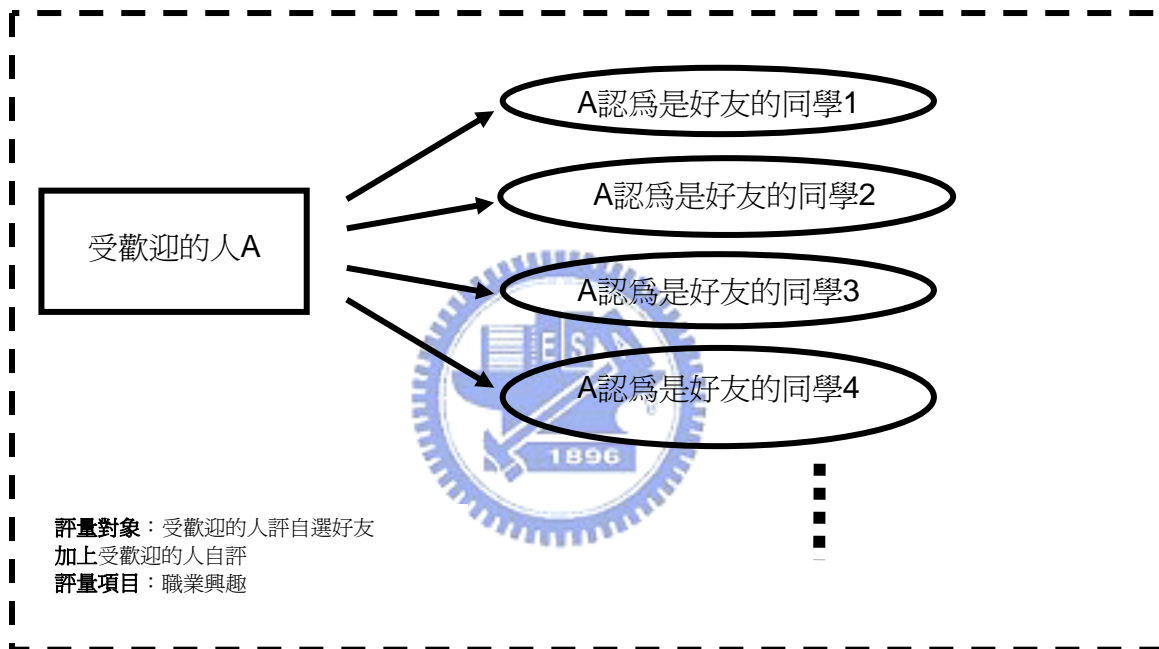 A認爲是好友的同學1
A認爲是好友的同學2
受歡迎的人A
A認爲是好友的同學3
ES
A認爲是好友的同學4
1896
評量對象：受歡迎的人評自選好友
加上受歡迎的人自評
評量項目：職業興趣